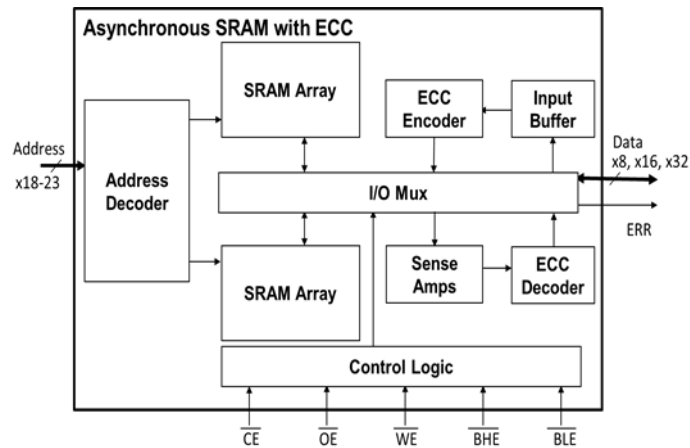 Asynchronous SRAM with ECC
SRAM Array
ECC
Encoder
Input
Buffer
Address
x18-23
Address
Decoder
Data
x8, x16, x32
I/O Mux
ERR
SRAM Array
Sense
Amps
ECC
Decoder
Control Logic
CE
OE
WE
BHE
BLE